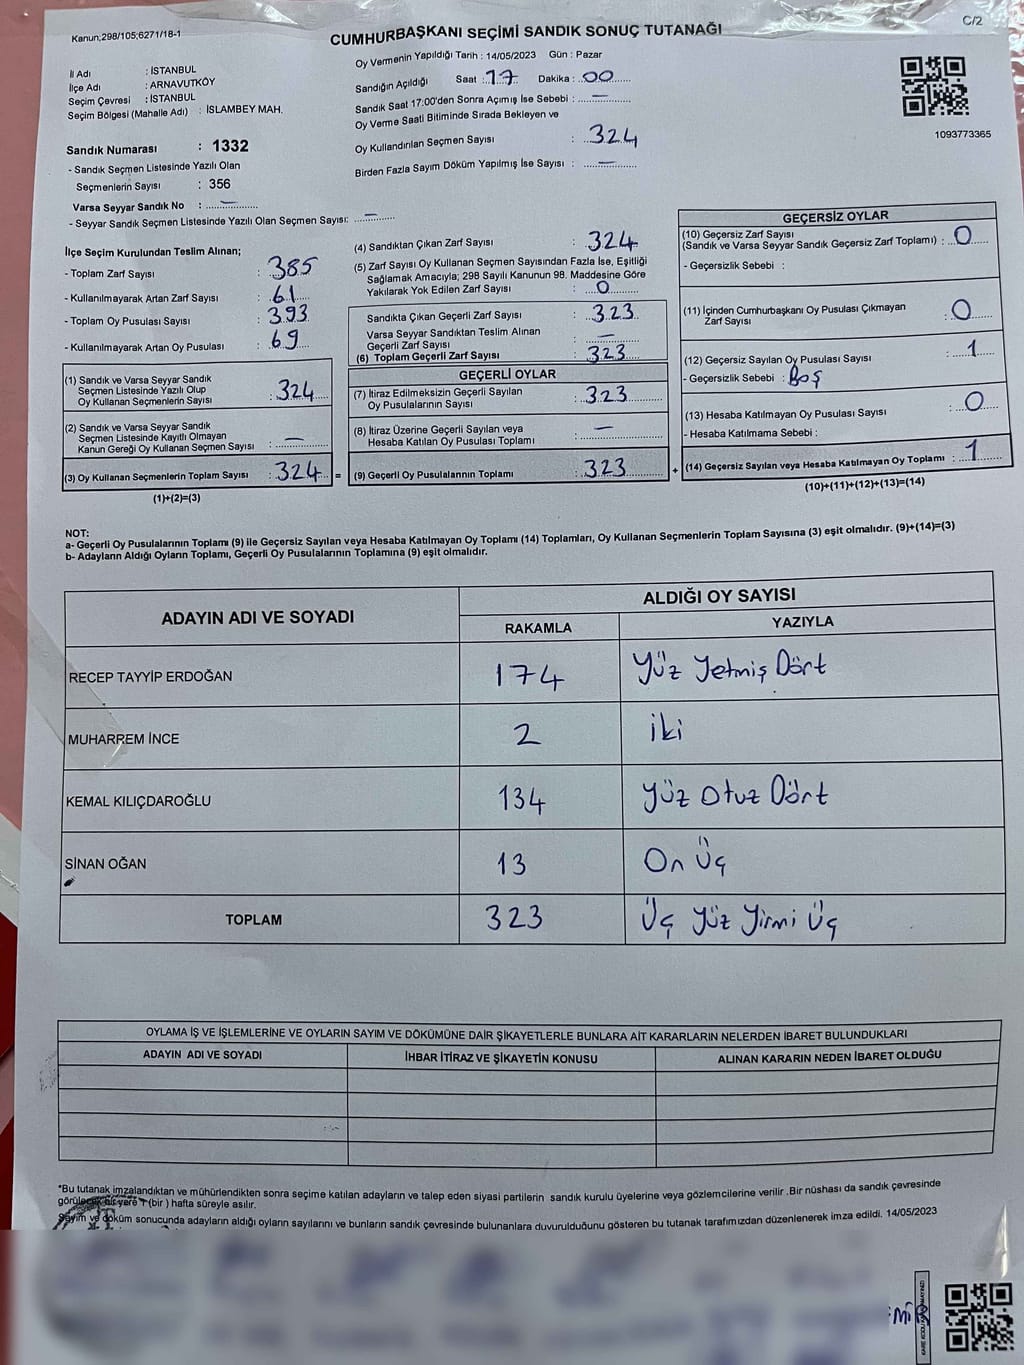 Kanun;298/105;6271/18-1
C/2
CUMHURBAŞKANI SEÇİMİ SANDIK SONUÇ TUTANAĞI
Oy Vermenin Yapıldığı Tarih : 14/05/2023 Gün : Pazar
İl Adı : İSTANBUL
İlçe Adı : ARNAVUTKÖY
Seçim Çevresi : İSTANBUL
Seçim Bölgesi (Mahalle Adı) : İSLAMBEY MAH.
Sandık Numarası : 1332
- Sandık Seçmen Listesinde Yazılı Olan
Seçmenlerin Sayısı : 356
Varsa Seyyar Sandık No : —
- Seyyar Sandık Seçmen Listesinde Yazılı Olan Seçmen Sayısı: —
Sandığın Açıldığı Saat : 17 Dakika : 00
Sandık Saat 17:00'den Sonra Açımış İse Sebebi : —
Oy Verme Saati Bitiminde Sırada Bekleyen ve
Oy Kullandırılan Seçmen Sayısı : 324
Birden Fazla Sayım Döküm Yapılmış İse Sayısı : —
1093773365
İlçe Seçim Kurulundan Teslim Alınan;
- Toplam Zarf Sayısı : 385
- Kullanılmayarak Artan Zarf Sayısı : 61
- Toplam Oy Pusulası Sayısı : 393
- Kullanılmayarak Artan Oy Pusulası : 69
(1) Sandık ve Varsa Seyyar Sandık
Seçmen Listesinde Yazılı Olup
Oy Kullanan Seçmenlerin Sayısı : 324
(2) Sandık ve Varsa Seyyar Sandık
Seçmen Listesinde Kayıtlı Olmayan
Kanun Gereği Oy Kullanan Seçmen Sayısı : —
(3) Oy Kullanan Seçmenlerin Toplam Sayısı : 324 =
(1)+(2)=(3)
(4) Sandıktan Çıkan Zarf Sayısı : 324
(5) Zarf Sayısı Oy Kullanan Seçmen Sayısından Fazla İse, Eşitliği
Sağlamak Amacıyla; 298 Sayılı Kanunun 98. Maddesine Göre
Yakılarak Yok Edilen Zarf Sayısı : 0
Sandıkta Çıkan Geçerli Zarf Sayısı : 323
Varsa Seyyar Sandıktan Teslim Alınan
Geçerli Zarf Sayısı : —
(6) Toplam Geçerli Zarf Sayısı : 323
GEÇERLİ OYLAR
(7) İtiraz Edilmeksizin Geçerli Sayılan
Oy Pusulalarının Sayısı : 323
(8) İtiraz Üzerine Geçerli Sayılan veya
Hesaba Katılan Oy Pusulası Toplamı : —
(9) Geçerli Oy Pusulalarının Toplamı : 323 +
GEÇERSİZ OYLAR
(10) Geçersiz Zarf Sayısı
(Sandık ve Varsa Seyyar Sandık Geçersiz Zarf Toplamı) : 0
- Geçersizlik Sebebi :
(11) İçinden Cumhurbaşkanı Oy Pusulası Çıkmayan
Zarf Sayısı : 0
(12) Geçersiz Sayılan Oy Pusulası Sayısı : 1
- Geçersizlik Sebebi : Boş
(13) Hesaba Katılmayan Oy Pusulası Sayısı : 0
- Hesaba Katılmama Sebebi :
(14) Geçersiz Sayılan veya Hesaba Katılmayan Oy Toplamı : 1
(10)+(11)+(12)+(13)=(14)
NOT:
a- Geçerli Oy Pusulalarının Toplamı (9) ile Geçersiz Sayılan veya Hesaba Katılmayan Oy Toplamı (14) Toplamları, Oy Kullanan Seçmenlerin Toplam Sayısına (3) eşit olmalıdır. (9)+(14)=(3)
b- Adayların Aldığı Oyların Toplamı, Geçerli Oy Pusulalarının Toplamına (9) eşit olmalıdır.
ADAYIN ADI VE SOYADI
ALDIĞI OY SAYISI
RAKAMLA YAZIYLA
RECEP TAYYİP ERDOĞAN 174 Yüz Yetmiş Dört
MUHARREM İNCE 2 iki
KEMAL KILIÇDAROĞLU 134 Yüz Otuz Dört
SİNAN OĞAN 13 On Üç
TOPLAM 323 Üç Yüz Yirmi Üç
OYLAMA İŞ VE İŞLEMLERİNE VE OYLARIN SAYIM VE DÖKÜMÜNE DAİR ŞİKAYETLERLE BUNLARA AİT KARARLARIN NELERDEN İBARET BULUNDUKLARI
ADAYIN ADI VE SOYADI İHBAR İTİRAZ VE ŞİKAYETİN KONUSU ALINAN KARARIN NEDEN İBARET OLDUĞU
*Bu tutanak imzalandıktan ve mühürlendikten sonra seçime katılan adayların ve talep eden siyasi partilerin sandık kurulu üyelerine veya gözlemcilerine verilir .Bir nüshası da sandık çevresinde
görülecek bir yere (bir ) hafta süreyle asılır.
Sayım ve döküm sonucunda adayların aldığı oyların sayılarını ve bunların sandık çevresinde bulunanlara duyurulduğunu gösteren bu tutanak tarafımızdan düzenlenerek imza edildi. 14/05/2023